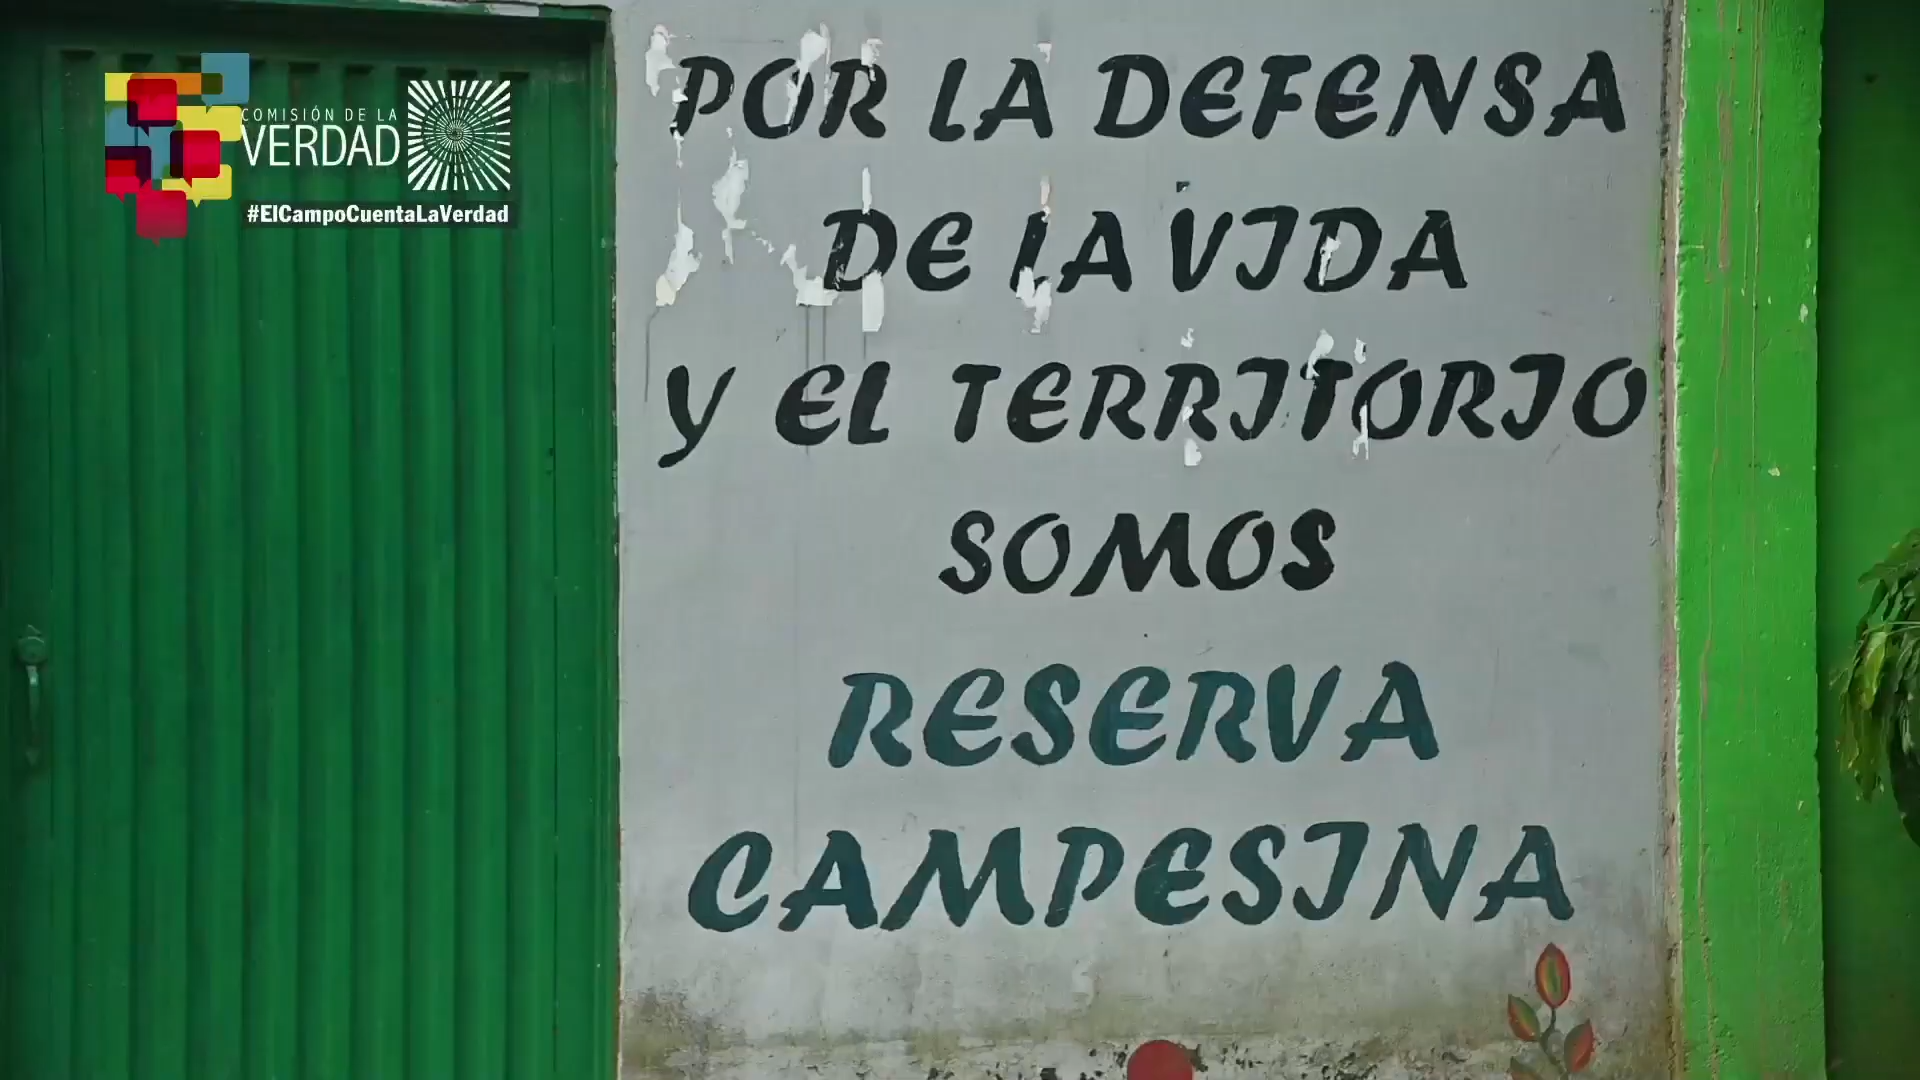 COMISIÓN DE LA
VERDAD
#ElCampoCuentaLaVerdad
POR LA DEFENSA
DE LA VIDA
Y EL TERRITORIO
SOMOS
RESERVA
CAMPESINA